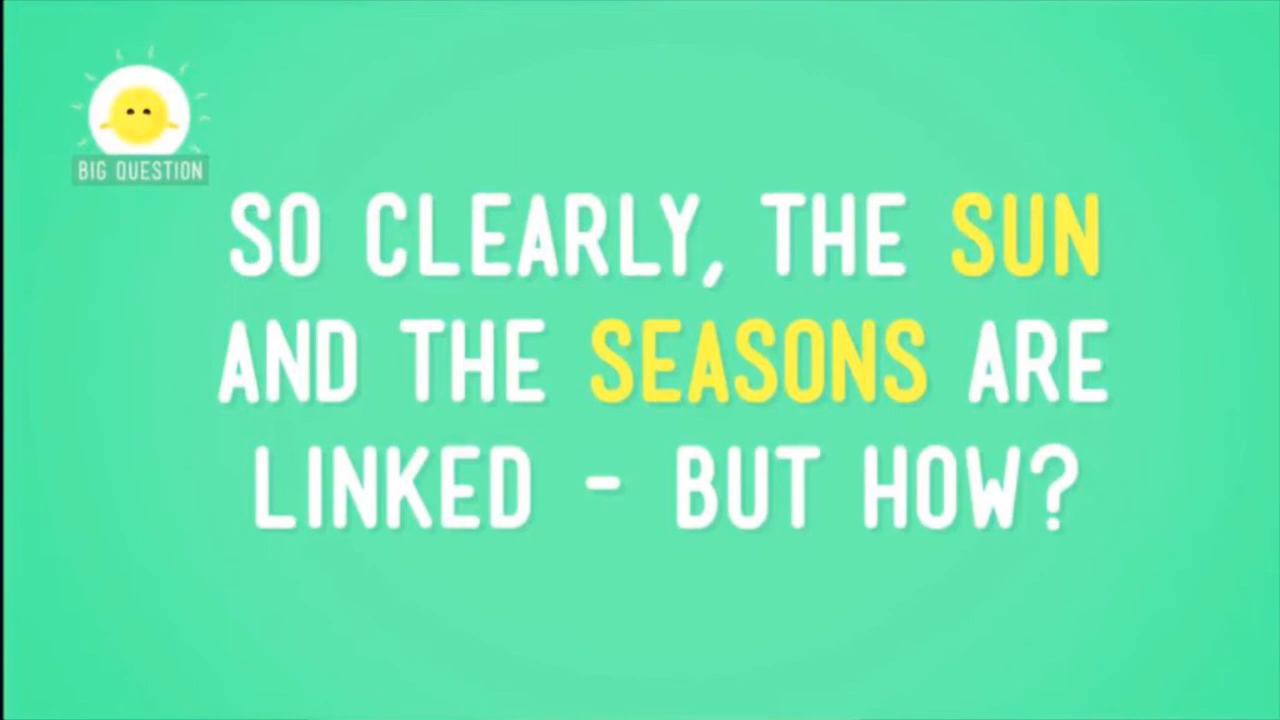 BIG QUESTION
SO CLEARLY, THE SUN
AND THE SEASONS ARE
LINKED - BUT HOW?